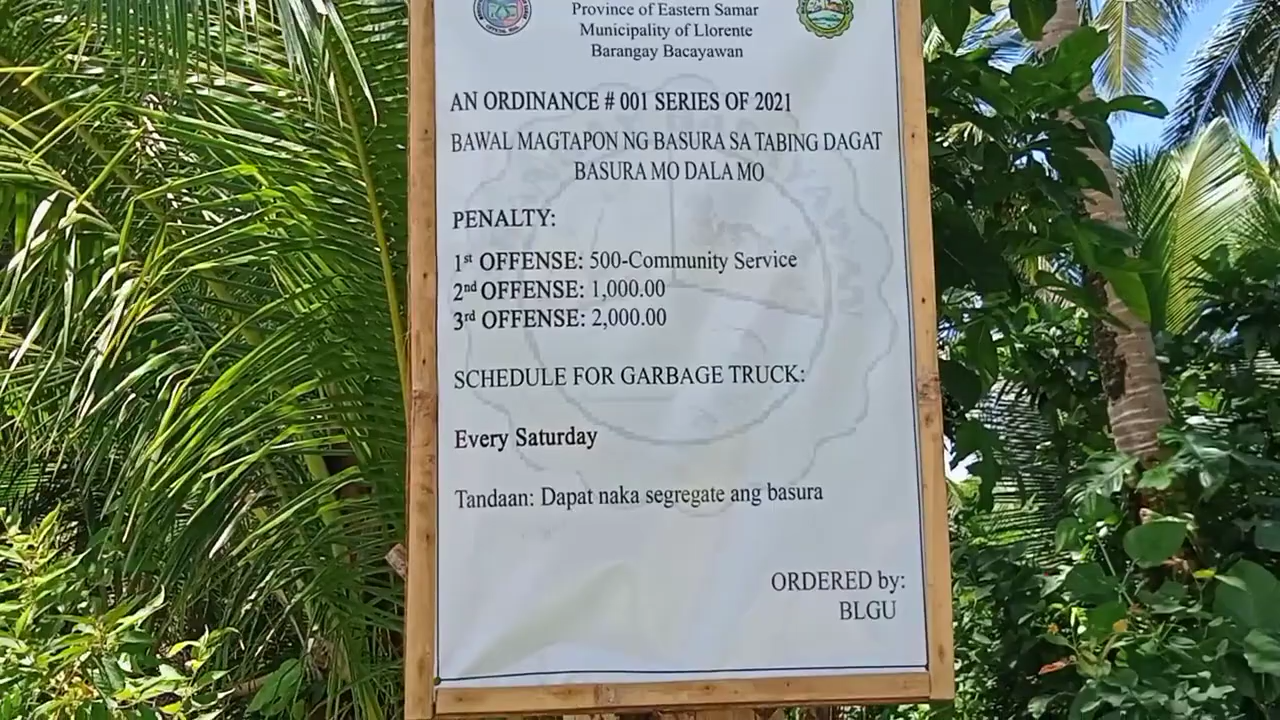 Province of Eastern Samar
Municipality of Llorente
Barangay Bacayawan
AN ORDINANCE # 001 SERIES OF 2021
BAWAL MAGTAPON NG BASURA SA TABING DAGAT
BASURA MO DALA MO
PENALTY:
1st OFFENSE: 500-Community Service
2nd OFFENSE: 1,000.00
3rd OFFENSE: 2,000.00
SCHEDULE FOR GARBAGE TRUCK:
Every Saturday
Tandaan: Dapat naka segregate ang basura
ORDERED by:
BLGU